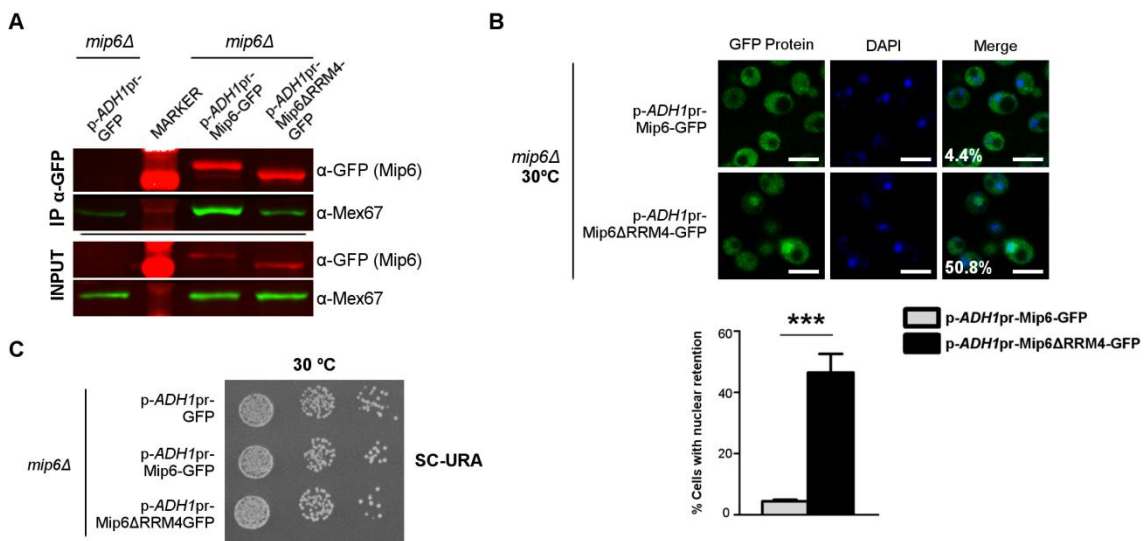 A
mip6Δ
mip6Δ
p-ADH1pr-
GFP
MARKER
p-ADH1pr-
Mip6-GFP
p-ADH1pr-
Mip6ΔRRM4-
GFP
IP α-GFP
α-GFP (Mip6)
α-Mex67
INPUT
α-GFP (Mip6)
α-Mex67
B
GFP Protein
DAPI
Merge
mip6Δ
30ºC
p-ADH1pr-
Mip6-GFP
4.4%
p-ADH1pr-
Mip6ΔRRM4-GFP
50.8%
p-ADH1pr-Mip6-GFP
p-ADH1pr-Mip6ΔRRM4-GFP
% Cells with nuclear retention
60
40
20
0
***
C
30 ºC
mip6Δ
p-ADH1pr-
GFP
p-ADH1pr-
Mip6-GFP
p-ADH1pr-
Mip6ΔRRM4GFP
SC-URA